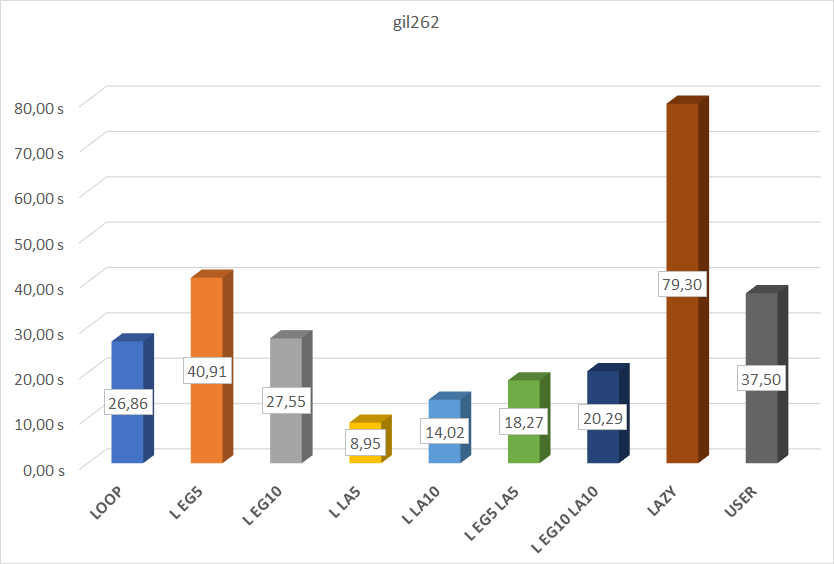 gil262
80,00 s
70,00 s
60,00 s
50,00 s
40,00 s
30,00 s
20,00 s
10,00 s
0,00 s
26,86
40,91
27,55
8,95
14,02
18,27
20,29
79,30
37,50
LOOP
L EG5
L EG10
L LA5
L LA10
L EG5 LA5
L EG10 LA10
LAZY
USER